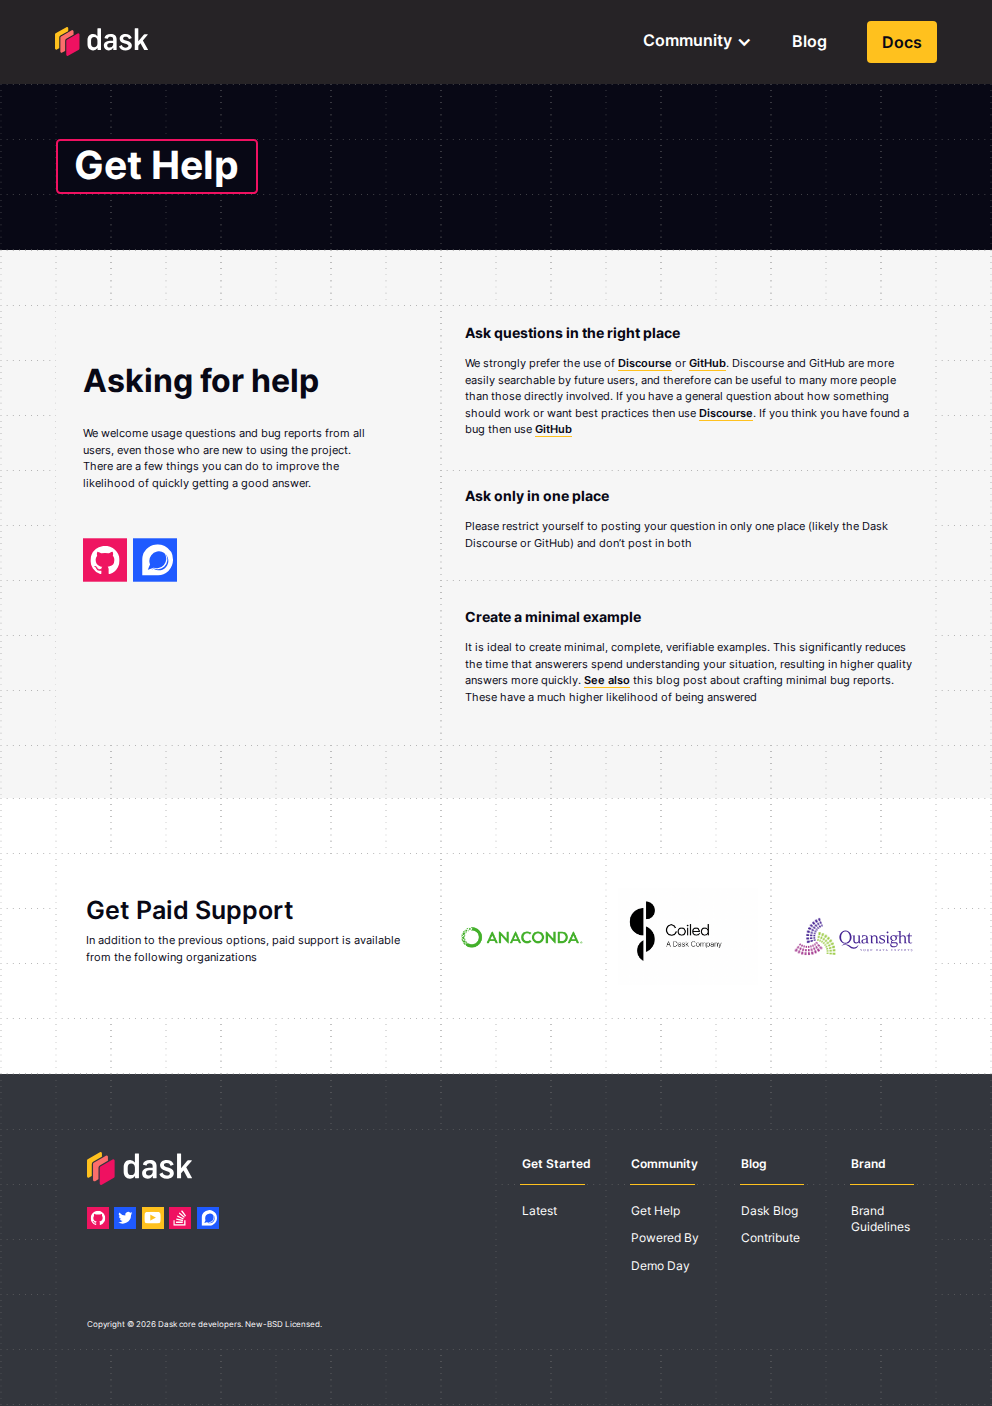 dask
Community
Blog
Docs
Get Help
Asking for help
We welcome usage questions and bug reports from all
users, even those who are new to using the project.
There are a few things you can do to improve the
likelihood of quickly getting a good answer.
Ask questions in the right place
We strongly prefer the use of Discourse or GitHub. Discourse and GitHub are more
easily searchable by future users, and therefore can be useful to many more people
than those directly involved. If you have a general question about how something
should work or want best practices then use Discourse. If you think you have found a
bug then use GitHub
Ask only in one place
Please restrict yourself to posting your question in only one place (likely the Dask
Discourse or GitHub) and don't post in both
Create a minimal example
It is ideal to create minimal, complete, verifiable examples. This significantly reduces
the time that answerers spend understanding your situation, resulting in higher quality
answers more quickly. See also this blog post about crafting minimal bug reports.
These have a much higher likelihood of being answered
Get Paid Support
In addition to the previous options, paid support is available
from the following organizations
ANACONDA
Coiled
A Dask Company
Quansight
dask
Get Started
Latest
Community
Get Help
Powered By
Demo Day
Blog
Dask Blog
Contribute
Brand
Brand
Guidelines
Copyright © 2026 Dask core developers. New-BSD Licensed.